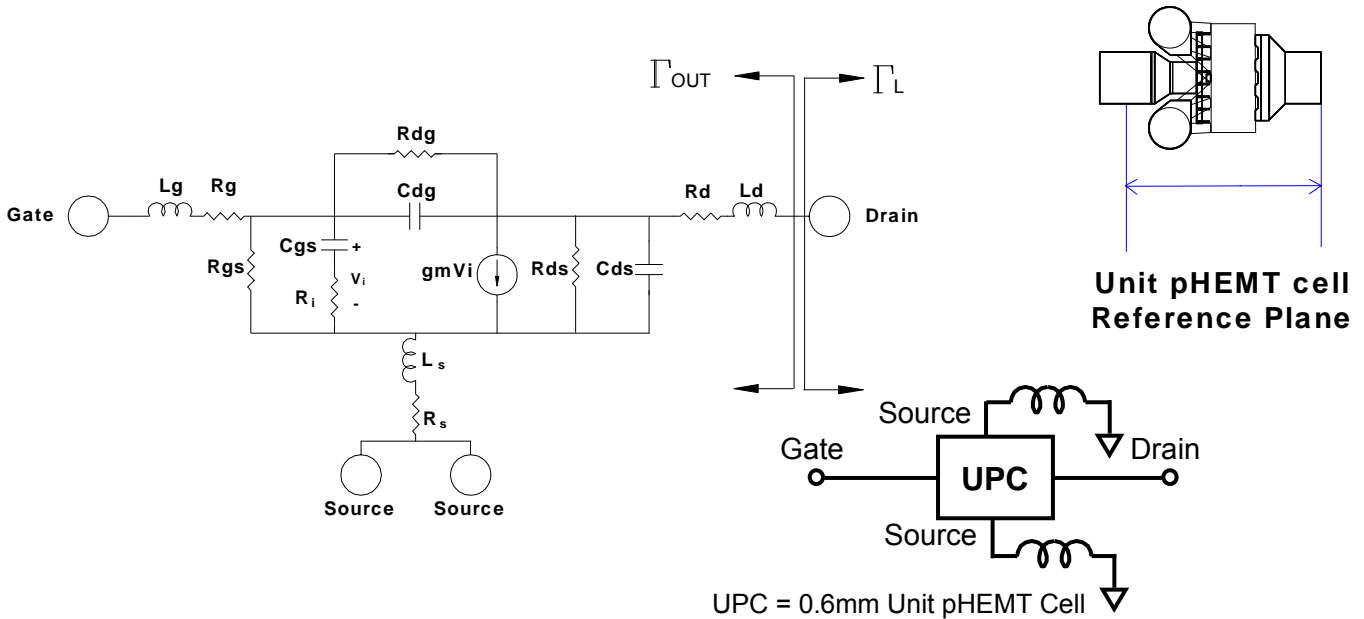 ΓOUT
ΓL
Rdg
Lg
Rg
Cdg
Rd
Ld
Gate
Drain
Cgs
+
Rgs
Vi
gmVi
Rds
Cds
Ri
-
Ls
Rs
Source
Source
Unit pHEMT cell
Reference Plane
Source
Gate
Drain
UPC
Source
UPC = 0.6mm Unit pHEMT Cell